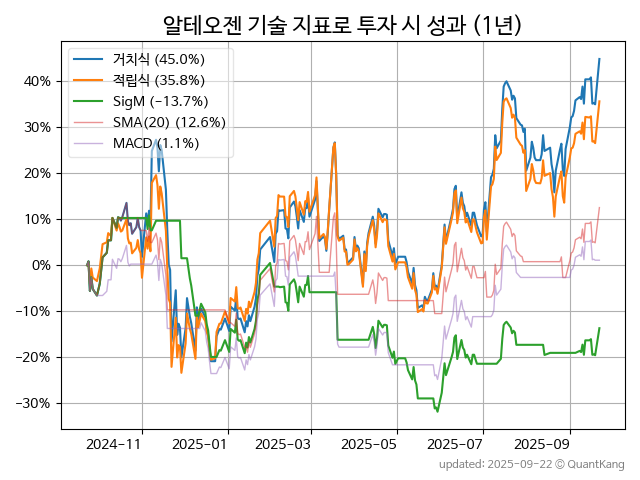 알테오젠 기술 지표로 투자 시 성과 (1년)
거치식 (45.0%)
적립식 (35.8%)
SigM (-13.7%)
SMA(20) (12.6%)
MACD (1.1%)
40%
30%
20%
10%
0%
-10%
-20%
-30%
2024-11
2025-01
2025-03
2025-05
2025-07
2025-09
updated: 2025-09-22 ⓒ QuantKang